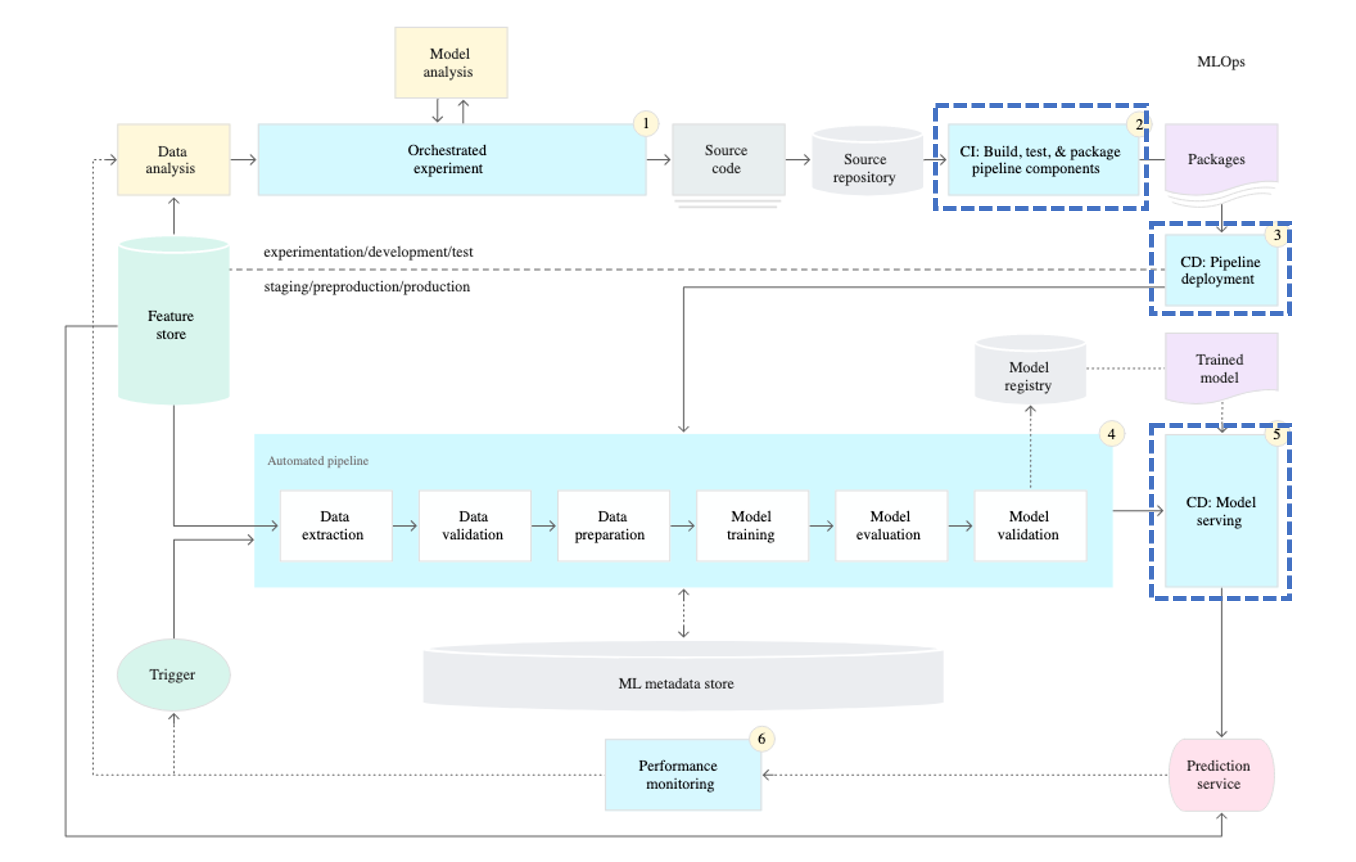 Model
analysis
MLOps
1
2
Data
analysis
Orchestrated
experiment
Source
code
Source
repository
CI: Build, test, & package
pipeline components
Packages
3
experimentation/development/test
CD: Pipeline
deployment
staging/preproduction/production
Feature
store
Model
registry
Trained
model
4
5
Automated pipeline
Data
extraction
Data
validation
Data
preparation
Model
training
Model
evaluation
Model
validation
CD: Model
serving
Trigger
ML metadata store
6
Performance
monitoring
Prediction
service